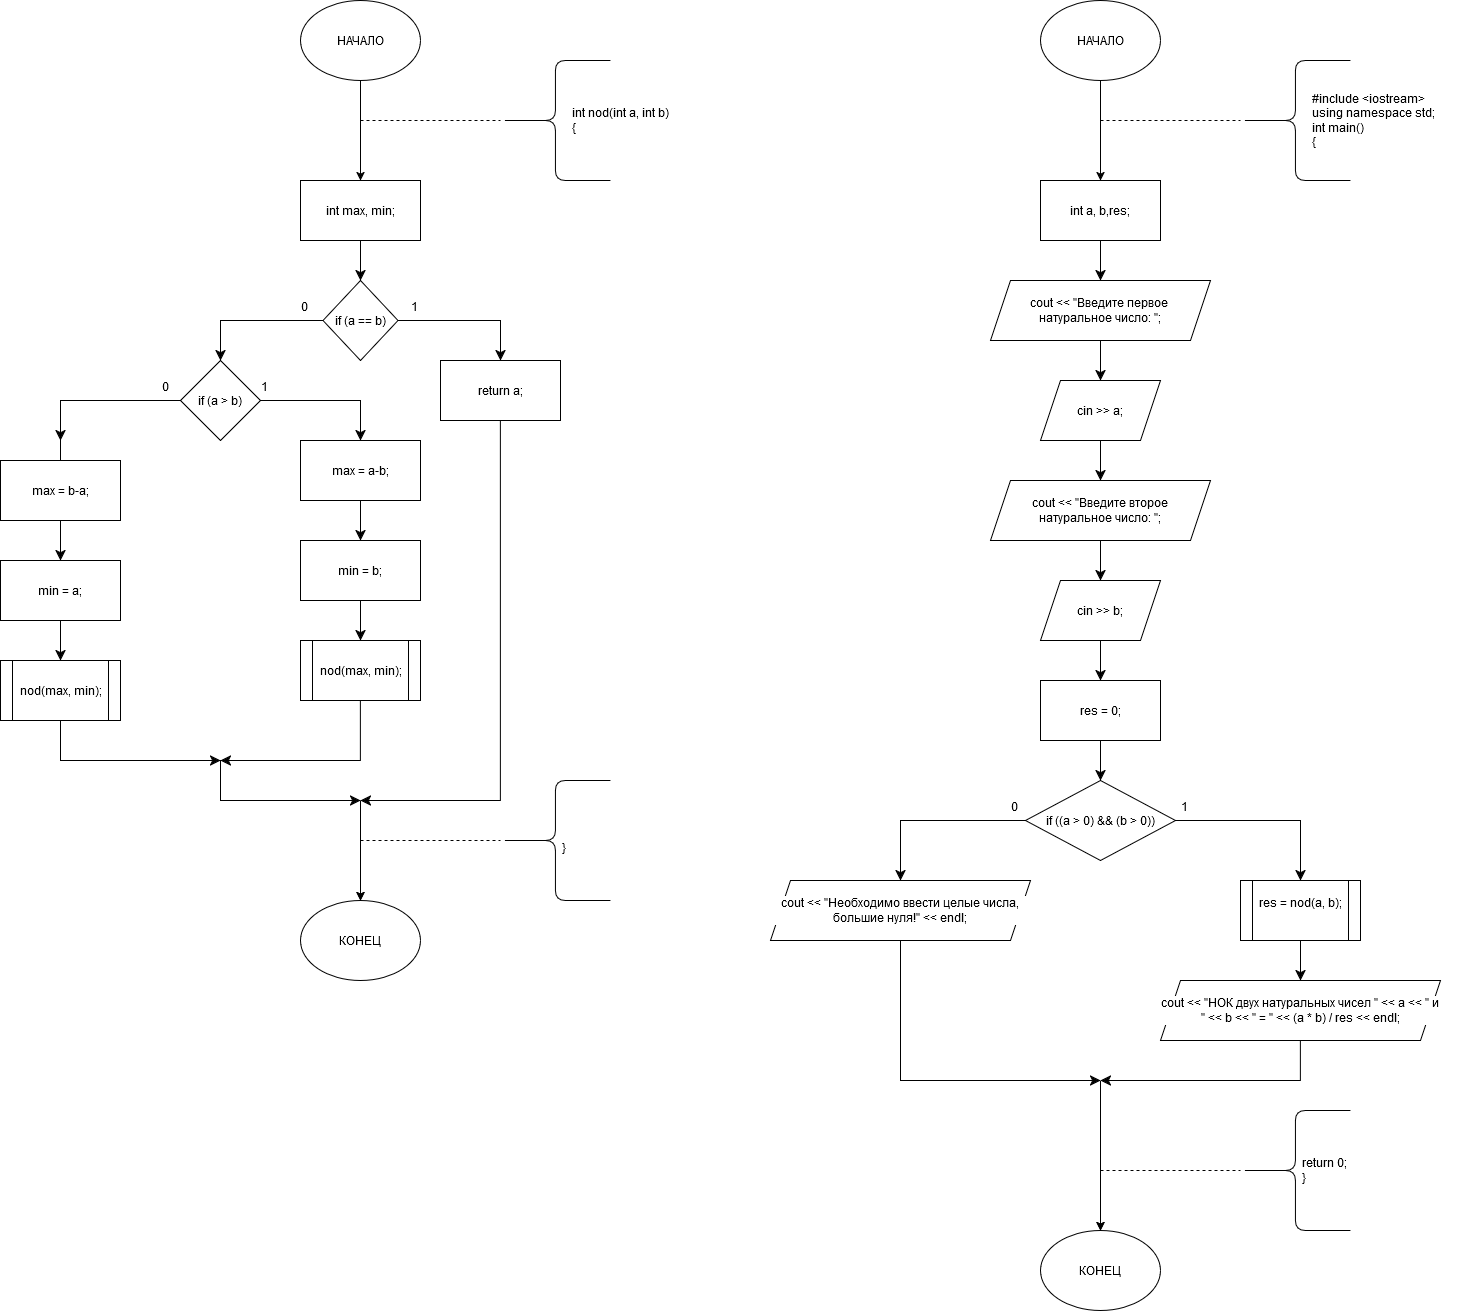 НАЧАЛО
int nod(int a, int b)
{
int max, min;
0
1
if (a == b)
return a;
0
1
if (a > b)
max = b-a;
min = a;
nod(max, min);
max = a-b;
min = b;
nod(max, min);
}
КОНЕЦ
НАЧАЛО
#include <iostream>
using namespace std;
int main()
{
int a, b,res;
cout << "Введите первое
натуральное число: ";
cin >> a;
cout << "Введите второе
натуральное число: ";
cin >> b;
res = 0;
0
1
if ((a > 0) && (b > 0))
cout << "Необходимо ввести целые числа,
большие нуля!" << endl;
res = nod(a, b);
cout << "НОК двух натуральных чисел " << a << " и
" << b << " = " << (a * b) / res << endl;
return 0;
}
КОНЕЦ